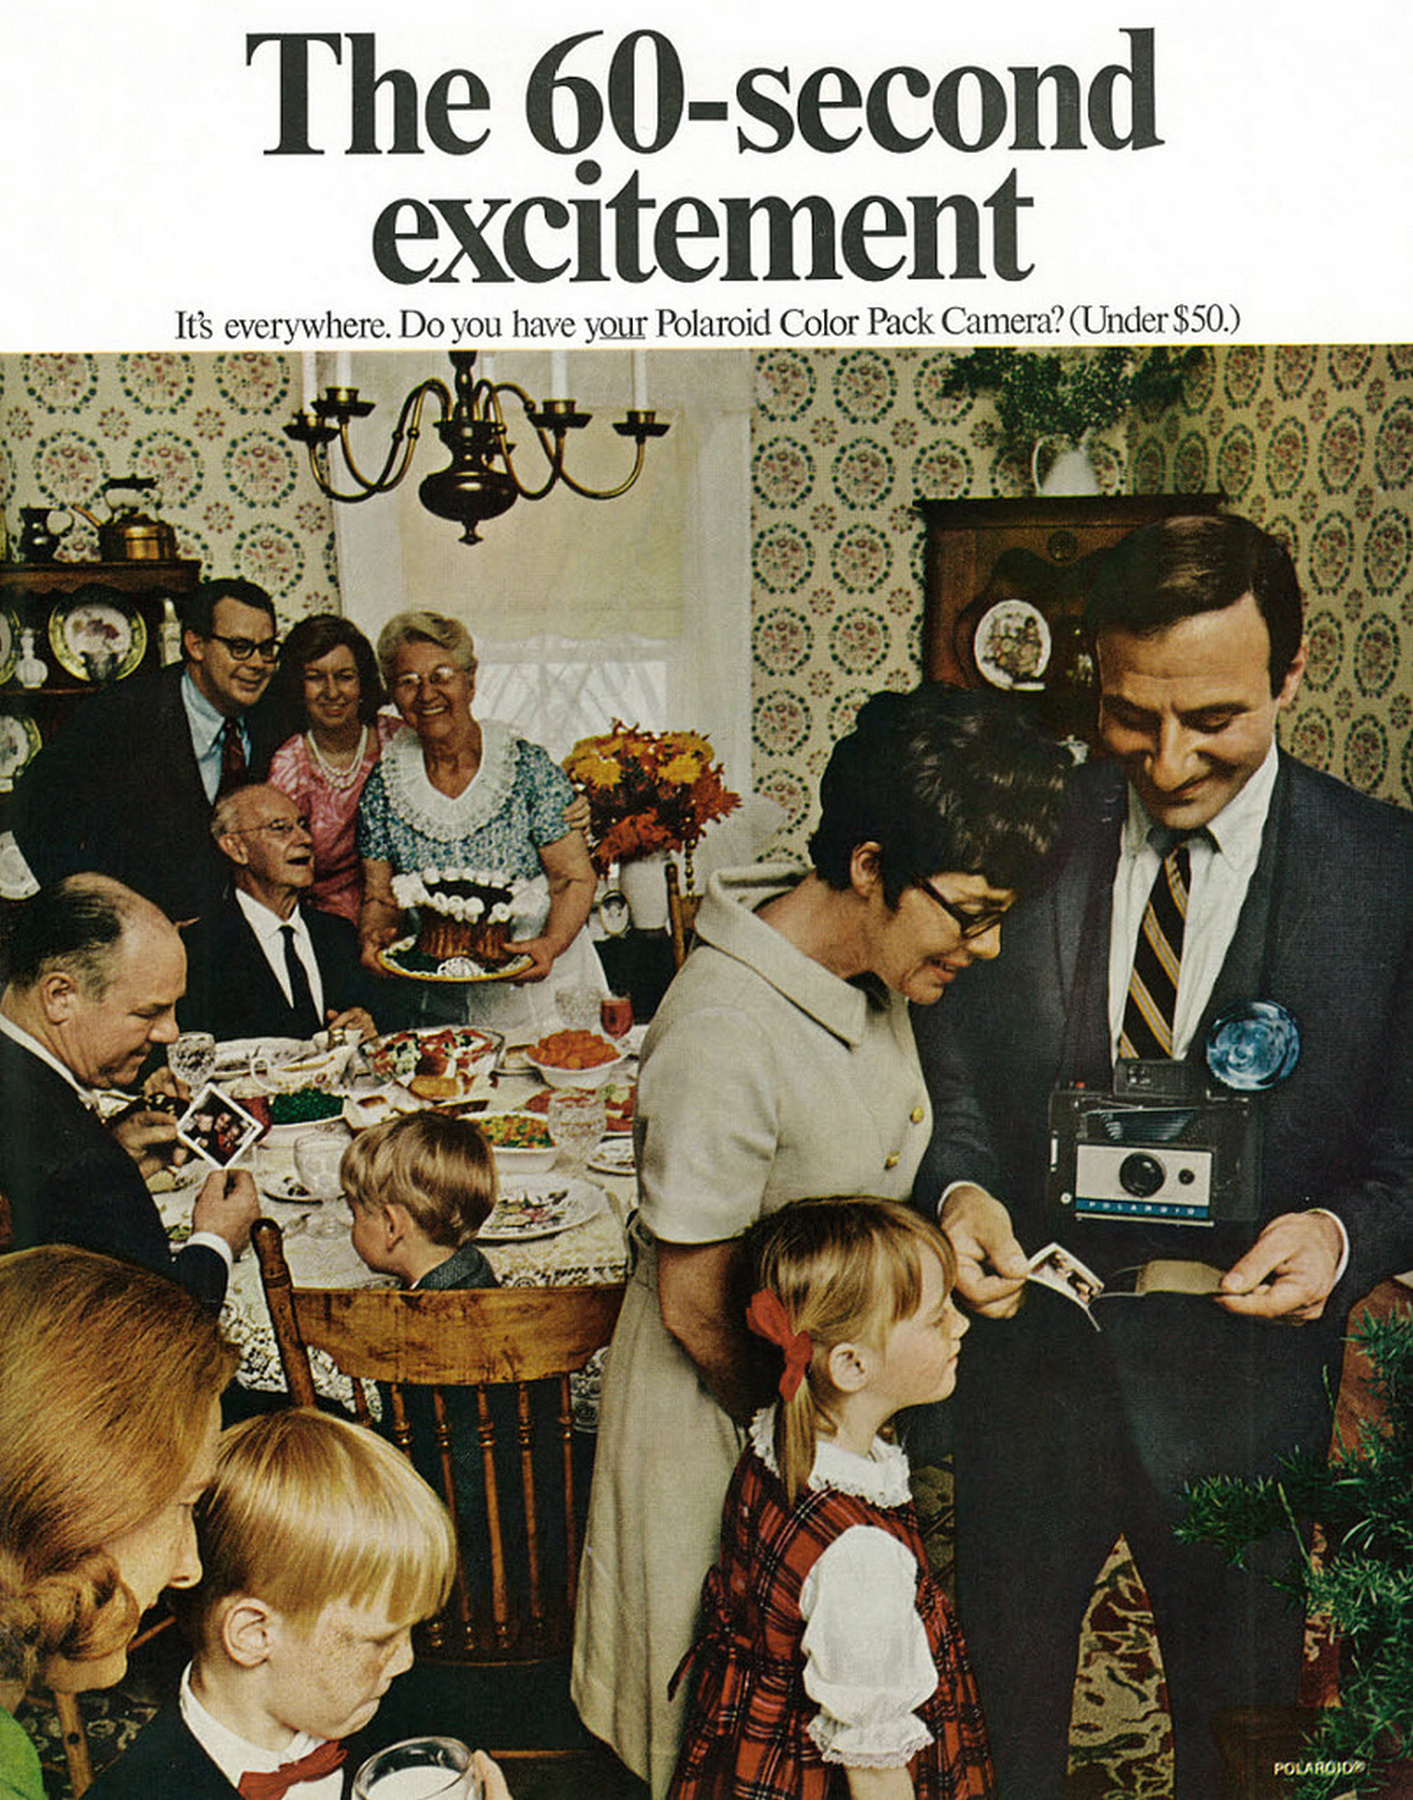 The 60-second
excitement
It's everywhere. Do you have your Polaroid Color Pack Camera? (Under $50.)
POLAROID
POLAROID®